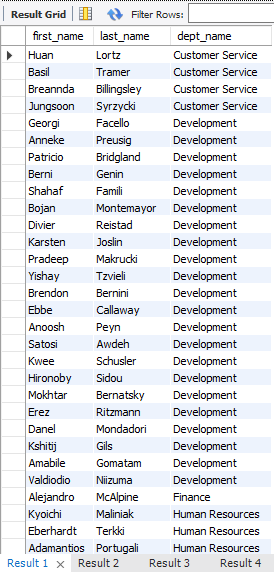 Result Grid Filter Rows:
first_name last_name dept_name
Huan Lortz Customer Service
Basil Tramer Customer Service
Breannda Billingsley Customer Service
Jungsoon Syrzycki Customer Service
Georgi Facello Development
Anneke Preusig Development
Patricio Bridgland Development
Berni Genin Development
Shahaf Famili Development
Bojan Montemayor Development
Divier Reistad Development
Karsten Joslin Development
Pradeep Makrucki Development
Yishay Tzvieli Development
Brendon Bernini Development
Ebbe Callaway Development
Anoosh Peyn Development
Satosi Awdeh Development
Kwee Schusler Development
Hironoby Sidou Development
Mokhtar Bernatsky Development
Erez Ritzmann Development
Danel Mondadori Development
Kshitij Gils Development
Amabile Gomatam Development
Valdiodio Niizuma Development
Alejandro McAlpine Finance
Kyoichi Maliniak Human Resources
Eberhardt Terkki Human Resources
Adamantios Portugali Human Resources
Result 1 Result 2 Result 3 Result 4